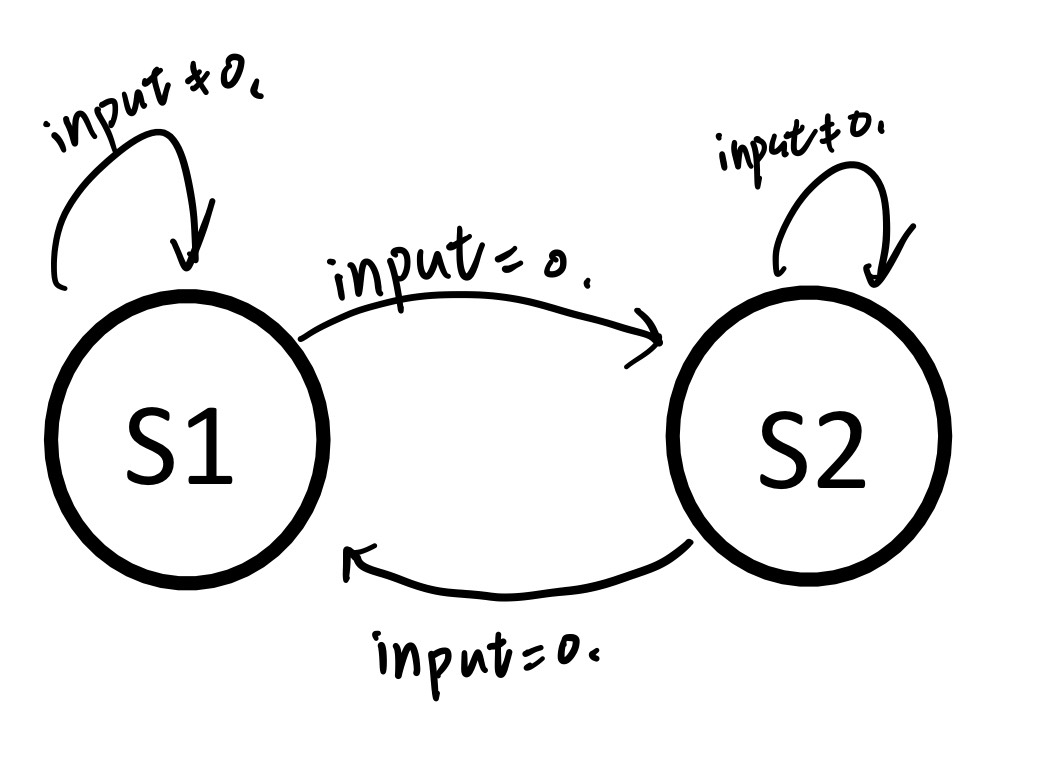 input ≠ 0.
input ≠ 0.
input = 0.
S1
S2
input = 0.